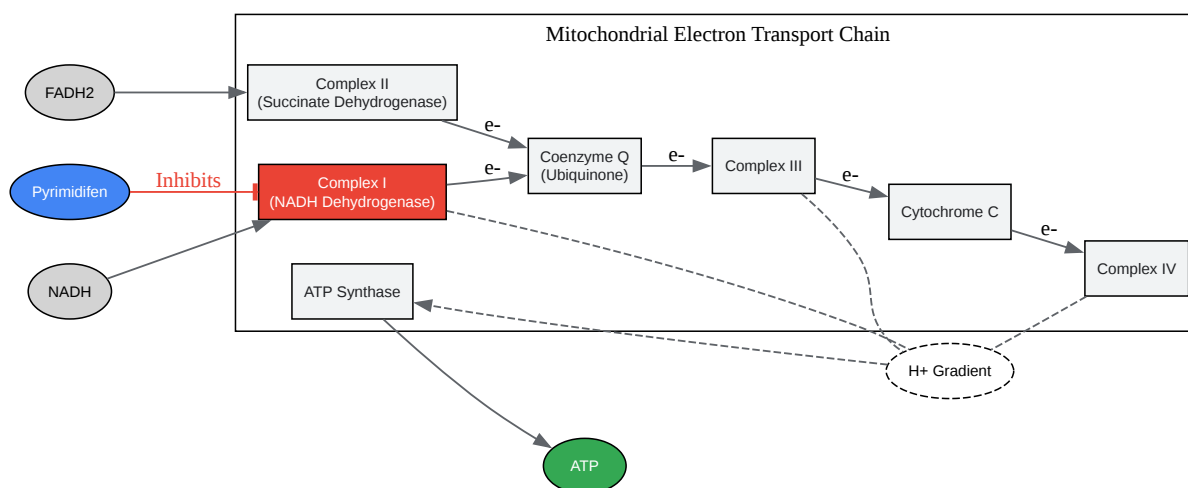 Mitochondrial Electron Transport Chain
FADH2
Complex II
(Succinate Dehydrogenase)
e-
Pyrimidifen
Inhibits
Complex I
(NADH Dehydrogenase)
e-
Coenzyme Q
(Ubiquinone)
e-
Complex III
e-
Cytochrome C
e-
Complex IV
NADH
ATP Synthase
H+ Gradient
ATP